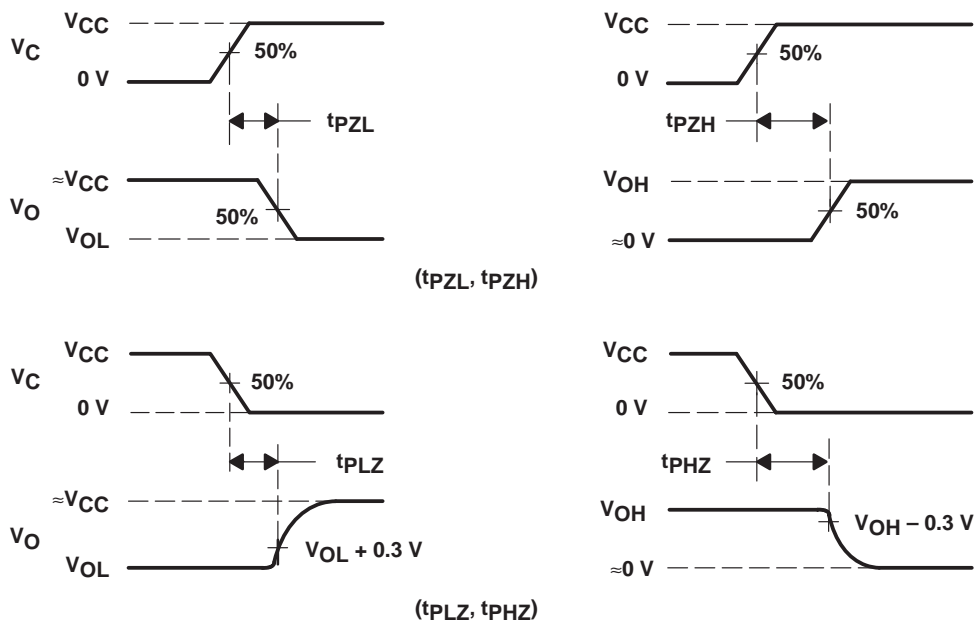 VCC
VC
50%
0 V
tPZL
≈VCC
VO
50%
VOL
VCC
50%
0 V
tPZH
VOH
50%
≈0 V
(tPZL, tPZH)
VCC
VC
50%
0 V
tPLZ
≈VCC
VO
VOL + 0.3 V
VOL
VCC
50%
0 V
tPHZ
VOH
VOH – 0.3 V
≈0 V
(tPLZ, tPHZ)